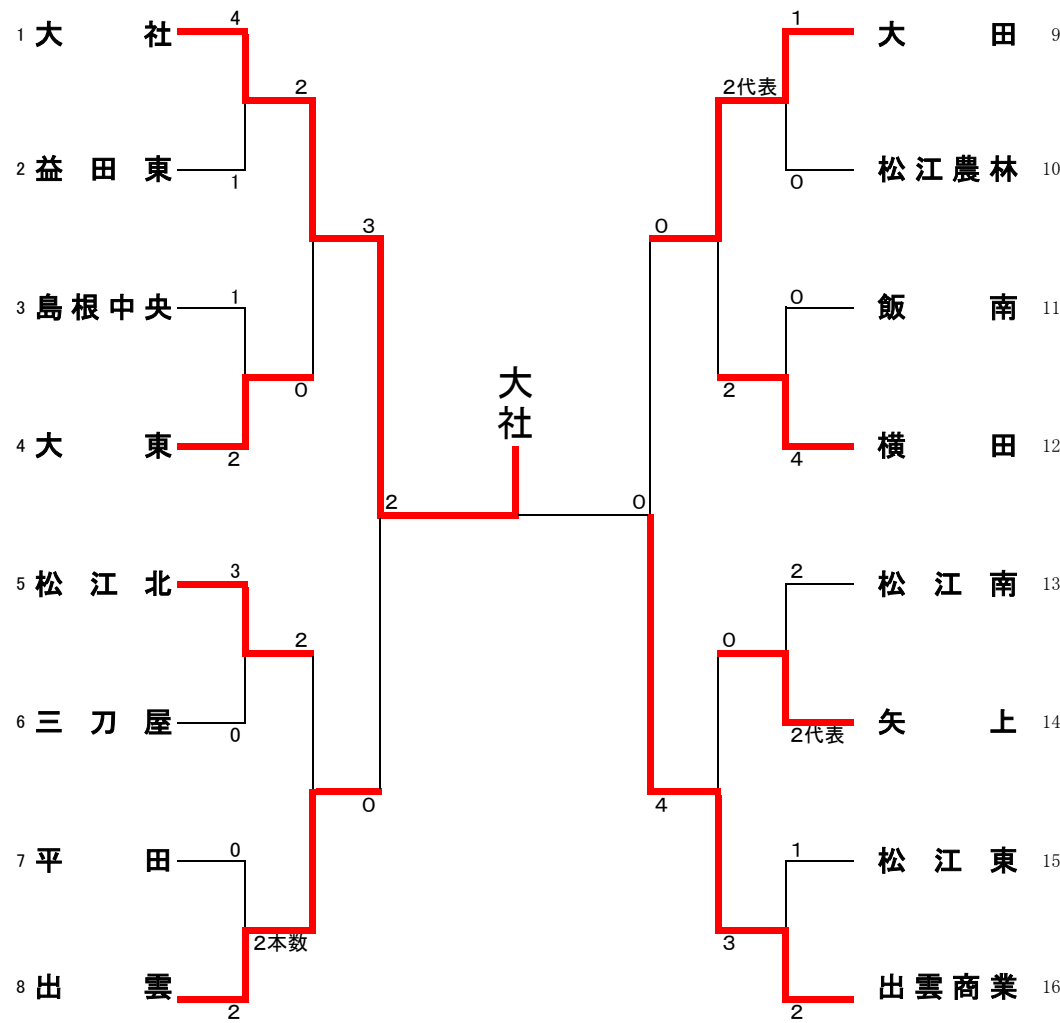 4
1 大社
2
2 益田東
1
3
1
3 島根中央
0
4 大東
2
2
3
5 松江北
2
6 三刀屋
0
0
0
7 平田
2本数
8 出雲
2
大社
1
大田 9
2代表
松江農林 10
0
0
0
飯南 11
2
横田 12
4
0
2
松江南 13
0
矢上 14
2代表
4
1
松江東 15
3
出雲商業 16
2